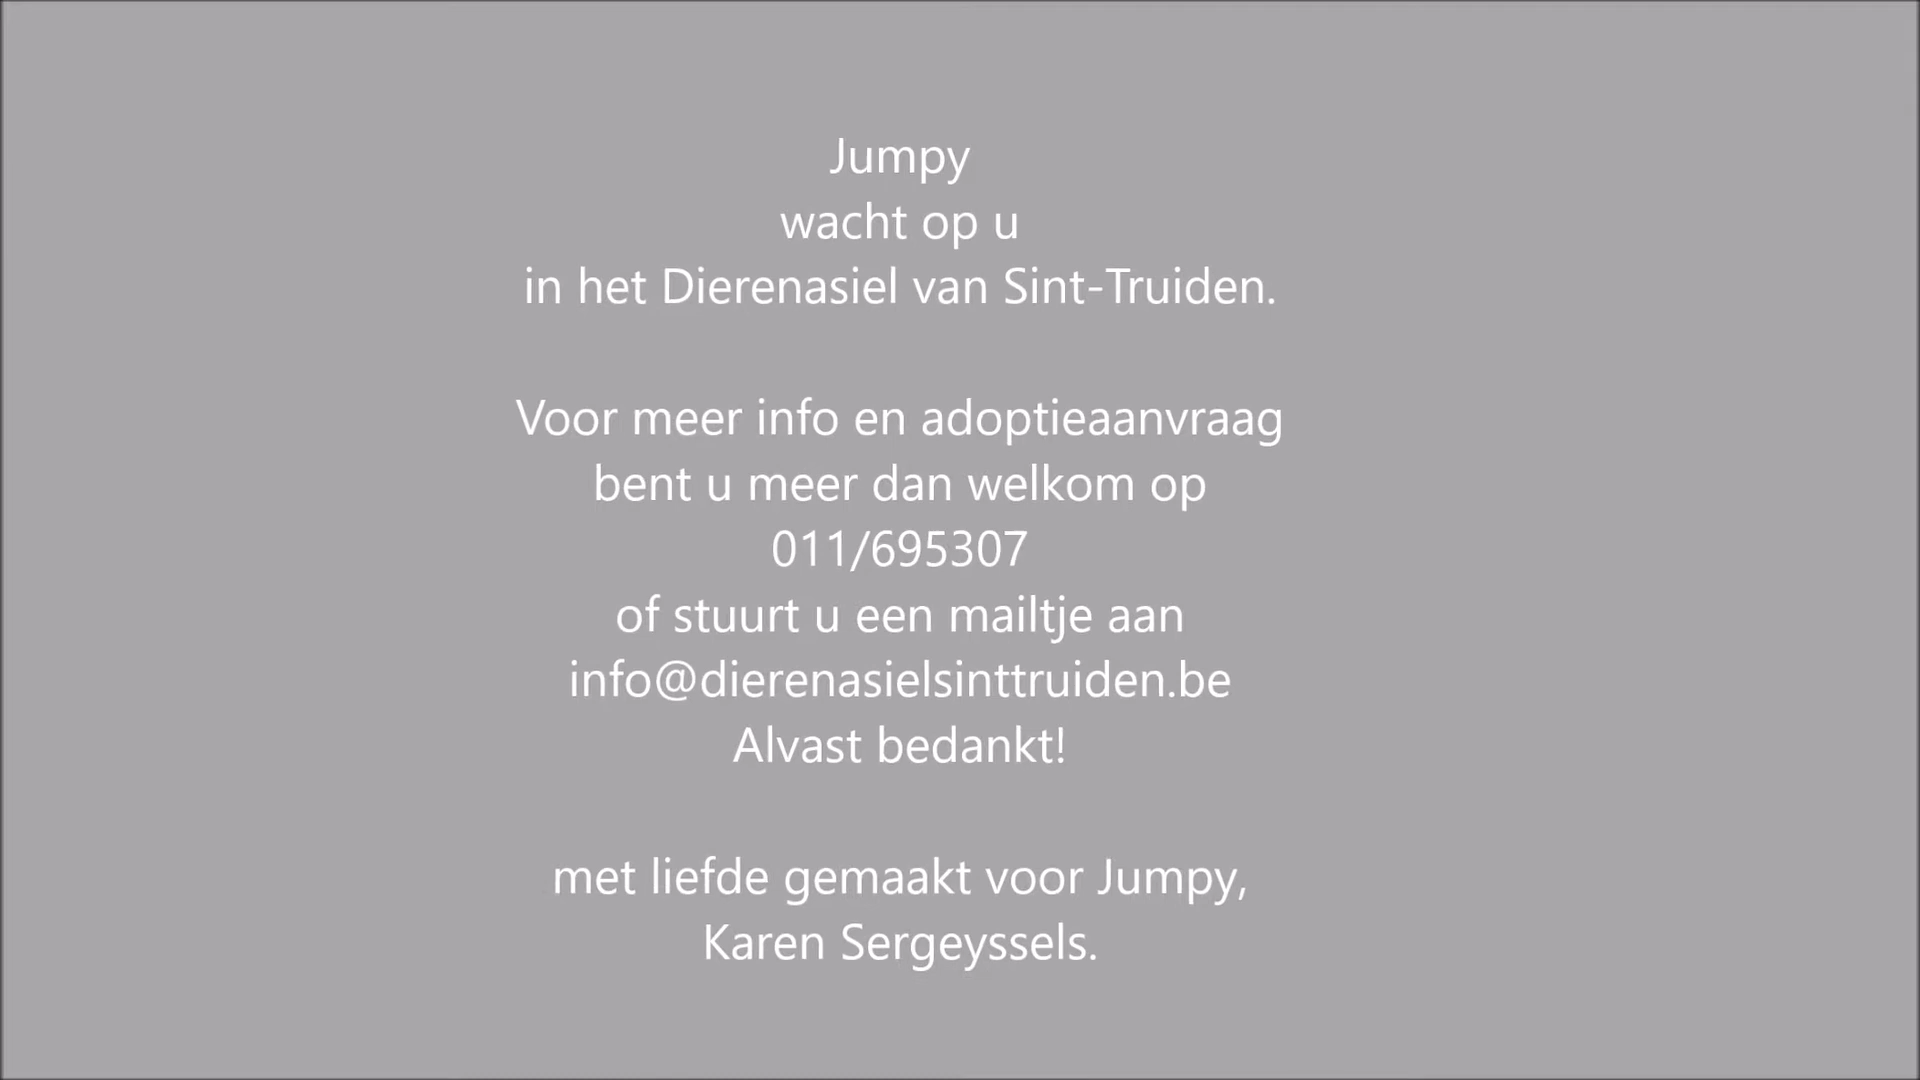 Jumpy
wacht op u
in het Dierenasiel van Sint-Truiden.
Voor meer info en adoptieaanvraag
bent u meer dan welkom op
011/695307
of stuurt u een mailtje aan
info@dierenasielsinttruiden.be
Alvast bedankt!
met liefde gemaakt voor Jumpy,
Karen Sergeyssels.